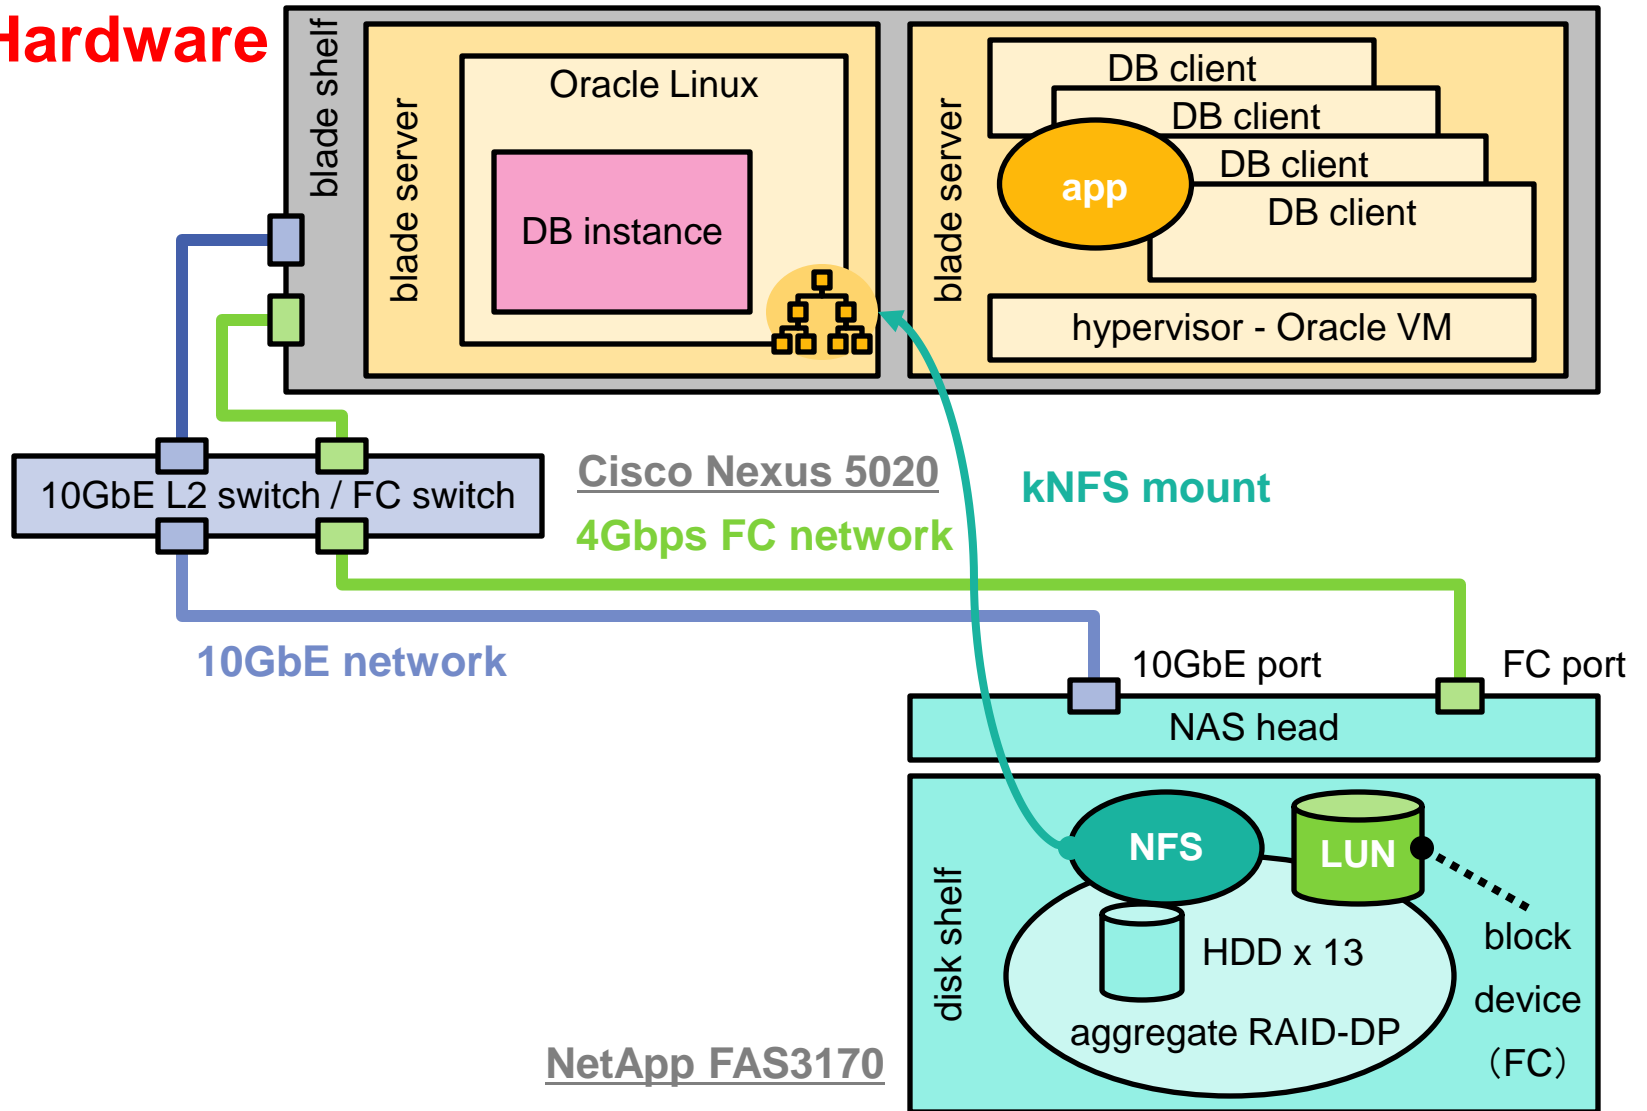 Hardware
blade shelf
blade server
Oracle Linux
DB instance
blade server
DB client
DB client
DB client
DB client
app
hypervisor - Oracle VM
10GbE L2 switch / FC switch
Cisco Nexus 5020
4Gbps FC network
kNFS mount
10GbE network
10GbE port
FC port
NAS head
disk shelf
NFS
LUN
HDD x 13
aggregate RAID-DP
block
device
（FC）
NetApp FAS3170